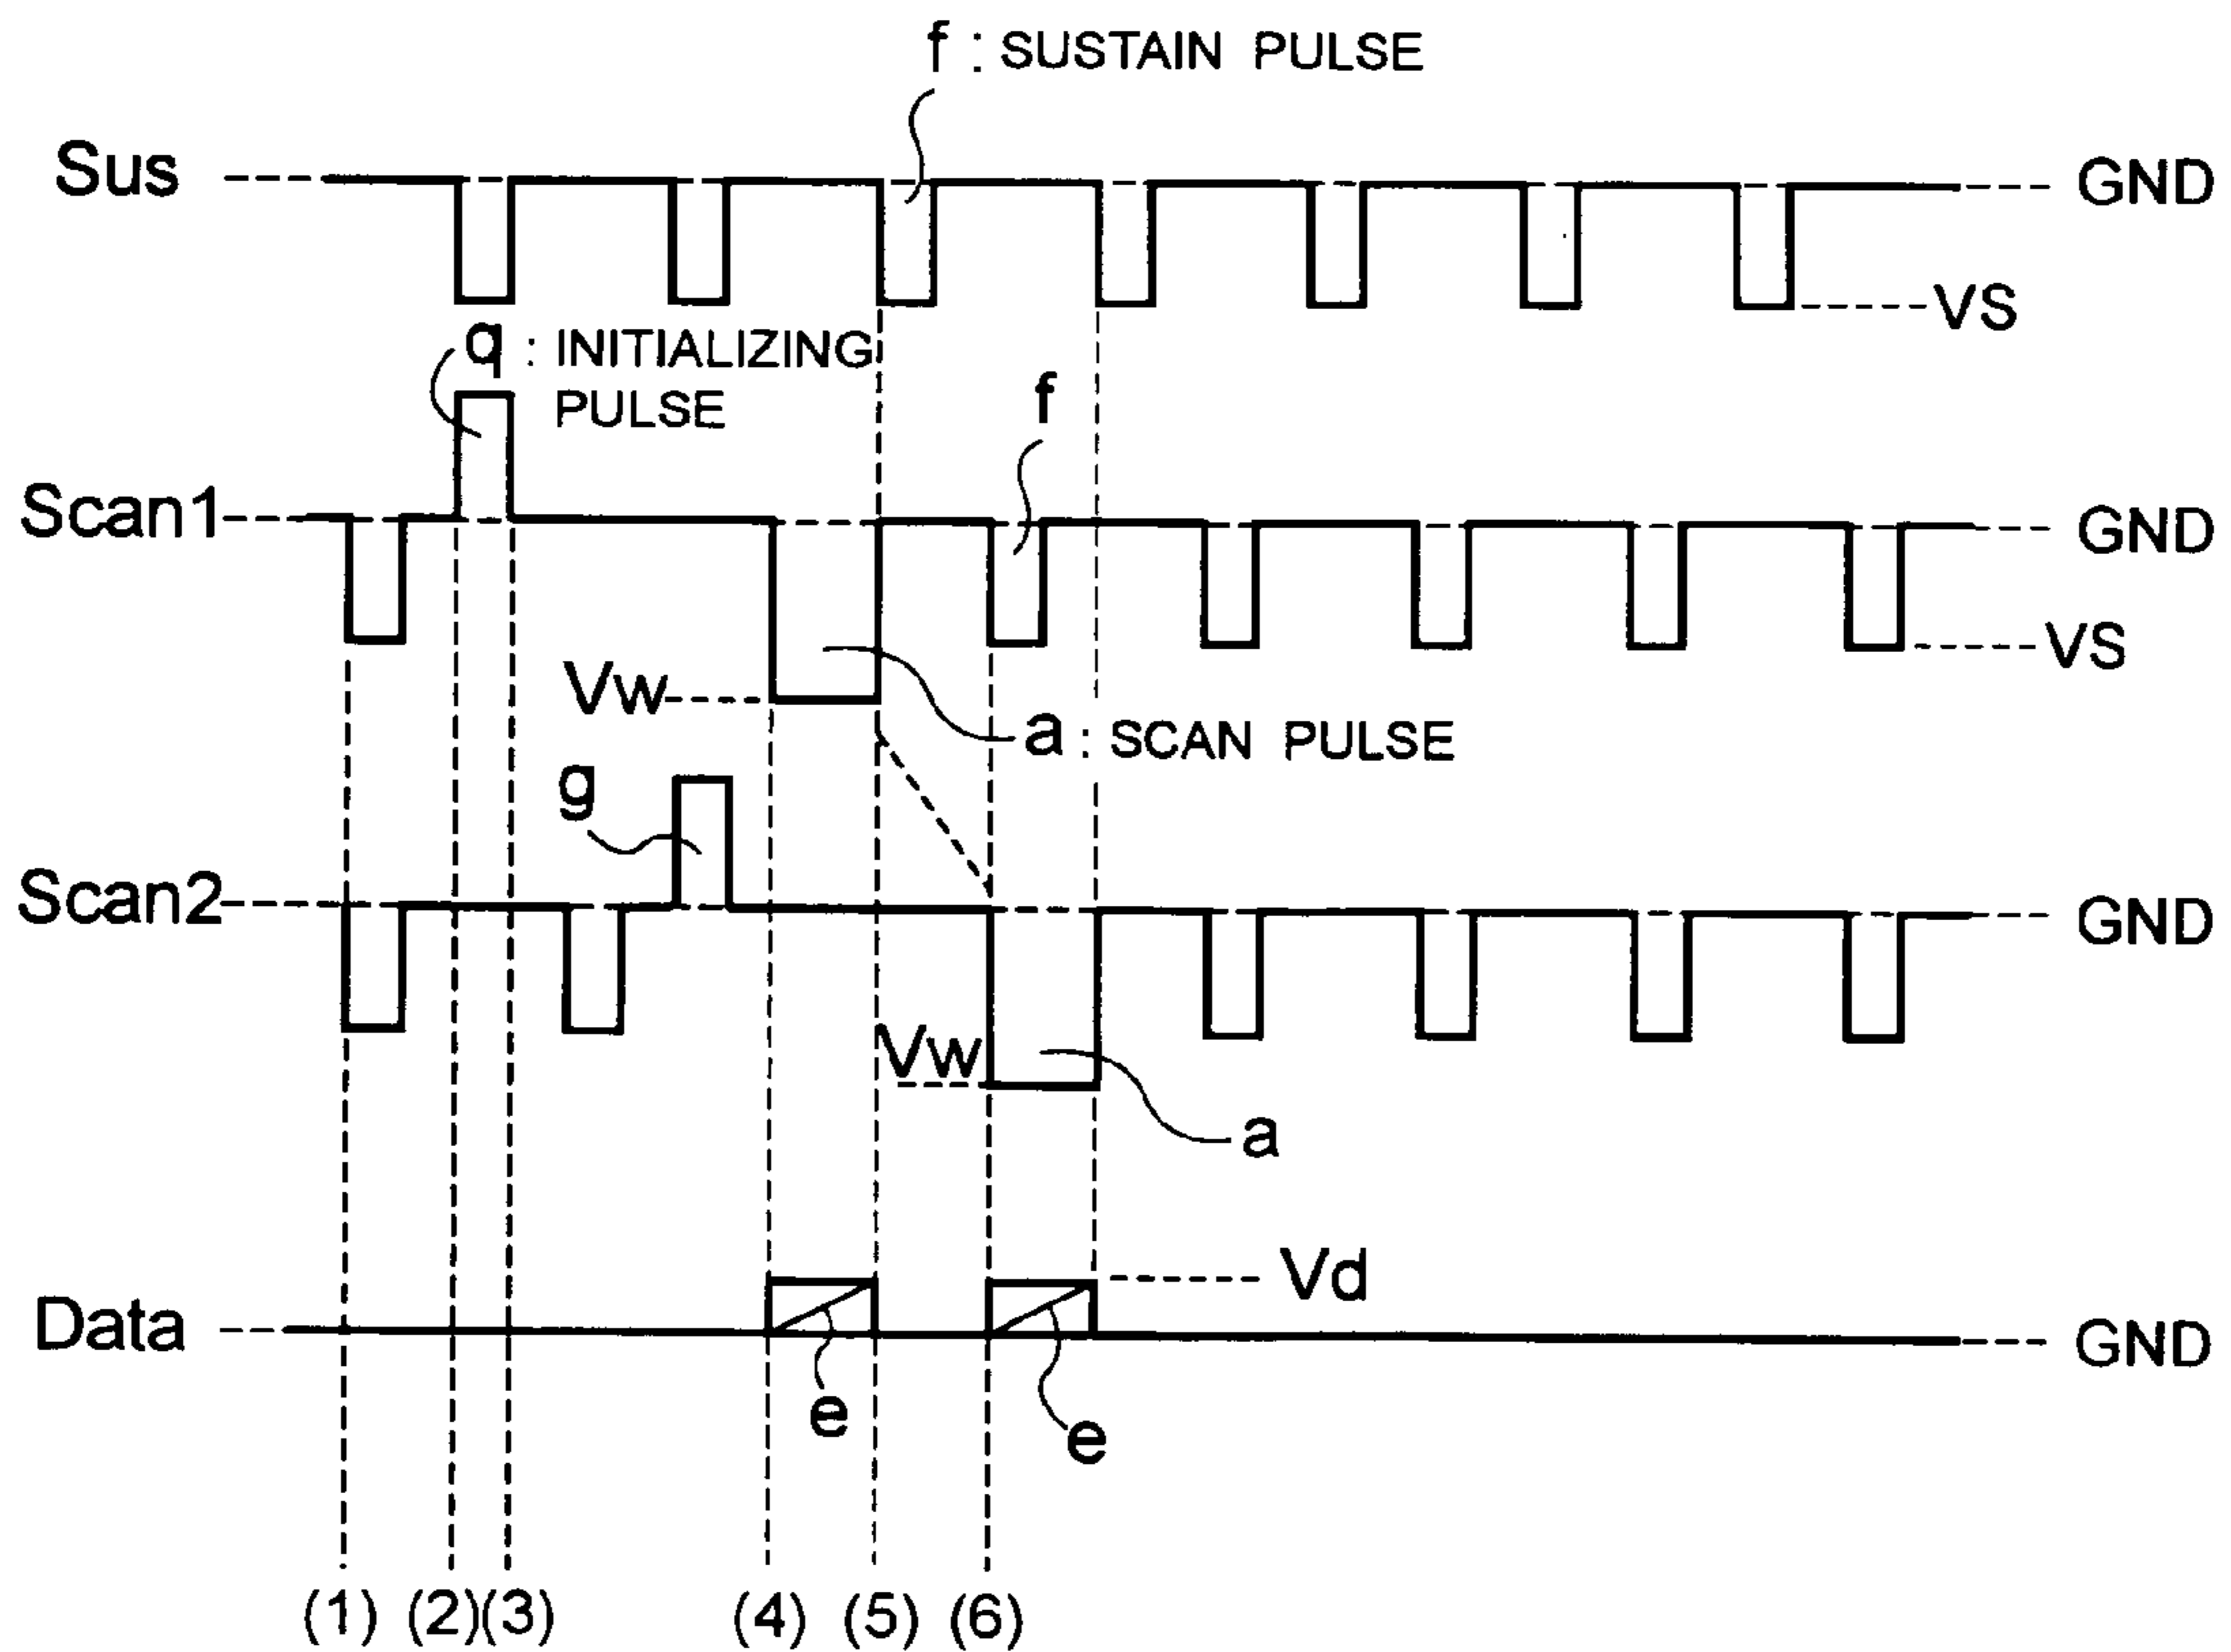 f : SUSTAIN PULSE
Sus
GND
VS
q : INITIALIZING
PULSE
f
Scan1
GND
VS
Vw
a : SCAN PULSE
g
Scan2
GND
Vw
a
Vd
Data
GND
e
e
(1) (2) (3) (4) (5) (6)